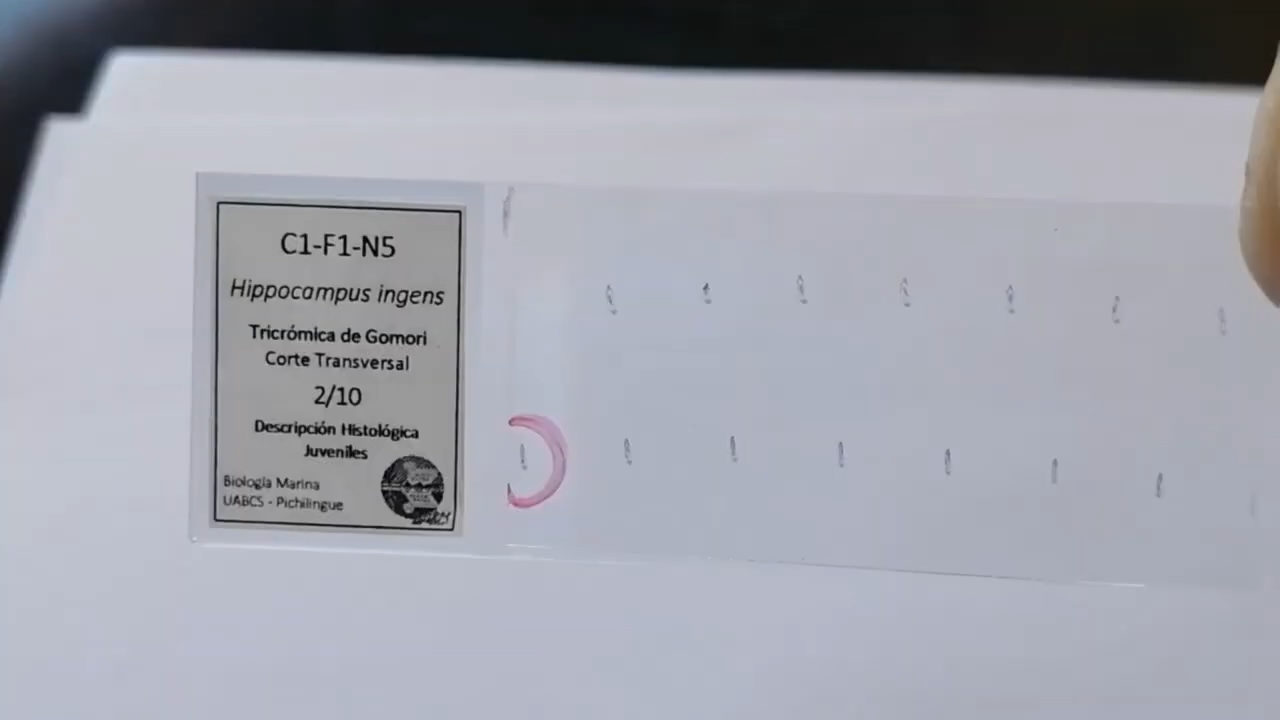 C1-F1-N5
Hippocampus ingens
Tricrómica de Gomori
Corte Transversal
2/10
Descripción Histológica
Juveniles
Biología Marina
UABCS - Pichilingue